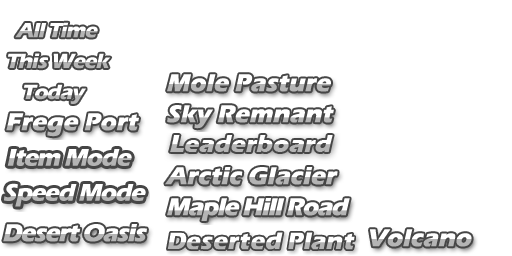 All Time
This Week
Today
Frege Port
Item Mode
Speed Mode
Desert Oasis
Mole Pasture
Sky Remnant
Leaderboard
Arctic Glacier
Maple Hill Road
Deserted Plant
Volcano